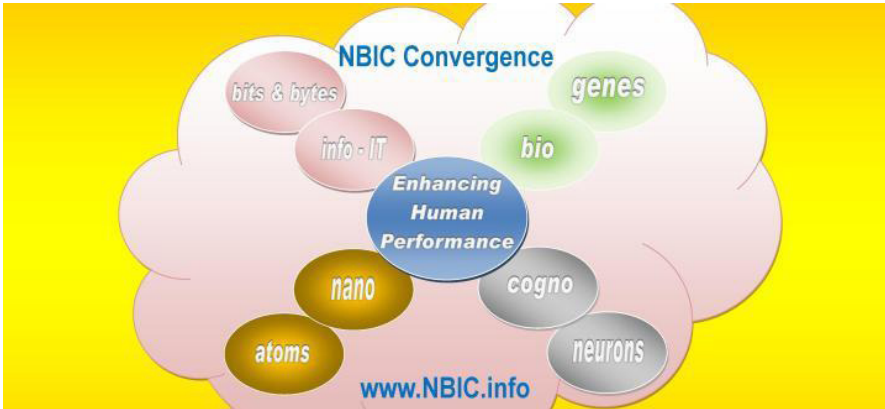 NBIC Convergence
bits & bytes
genes
info - IT
bio
Enhancing
Human
Performance
nano
cogno
atoms
neurons
www.NBIC.info